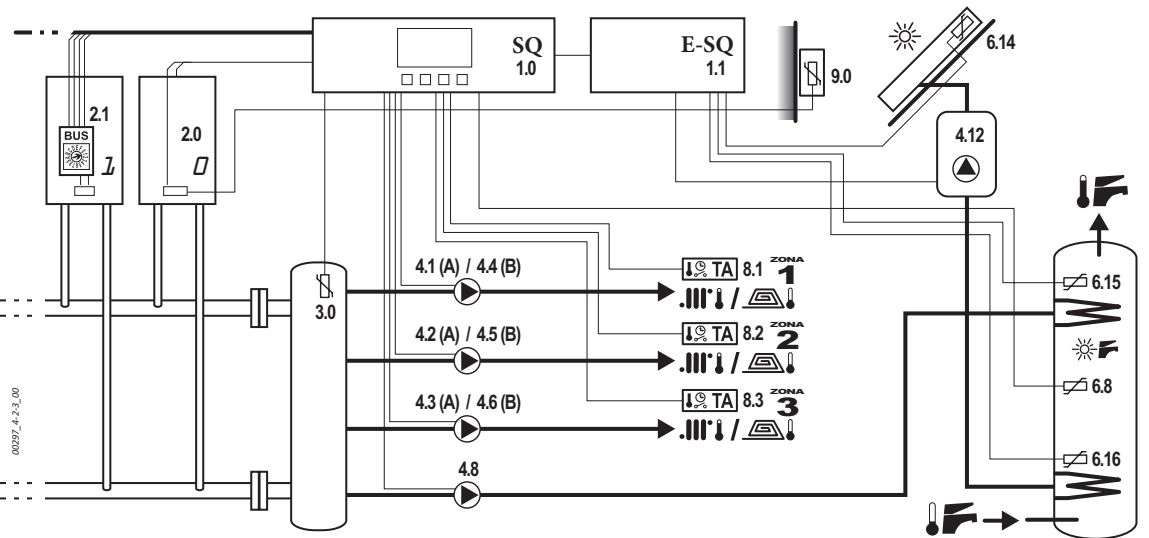 SQ
1.0
E-SQ
1.1
9.0
6.14
2.1
BUS
1
2.0
0
4.12
3.0
4.1 (A) / 4.4 (B)
TA 8.1 ZONA 1
/
4.2 (A) / 4.5 (B)
TA 8.2 ZONA 2
/
4.3 (A) / 4.6 (B)
TA 8.3 ZONA 3
/
4.8
6.15
6.8
6.16
00297_4-2-3_00